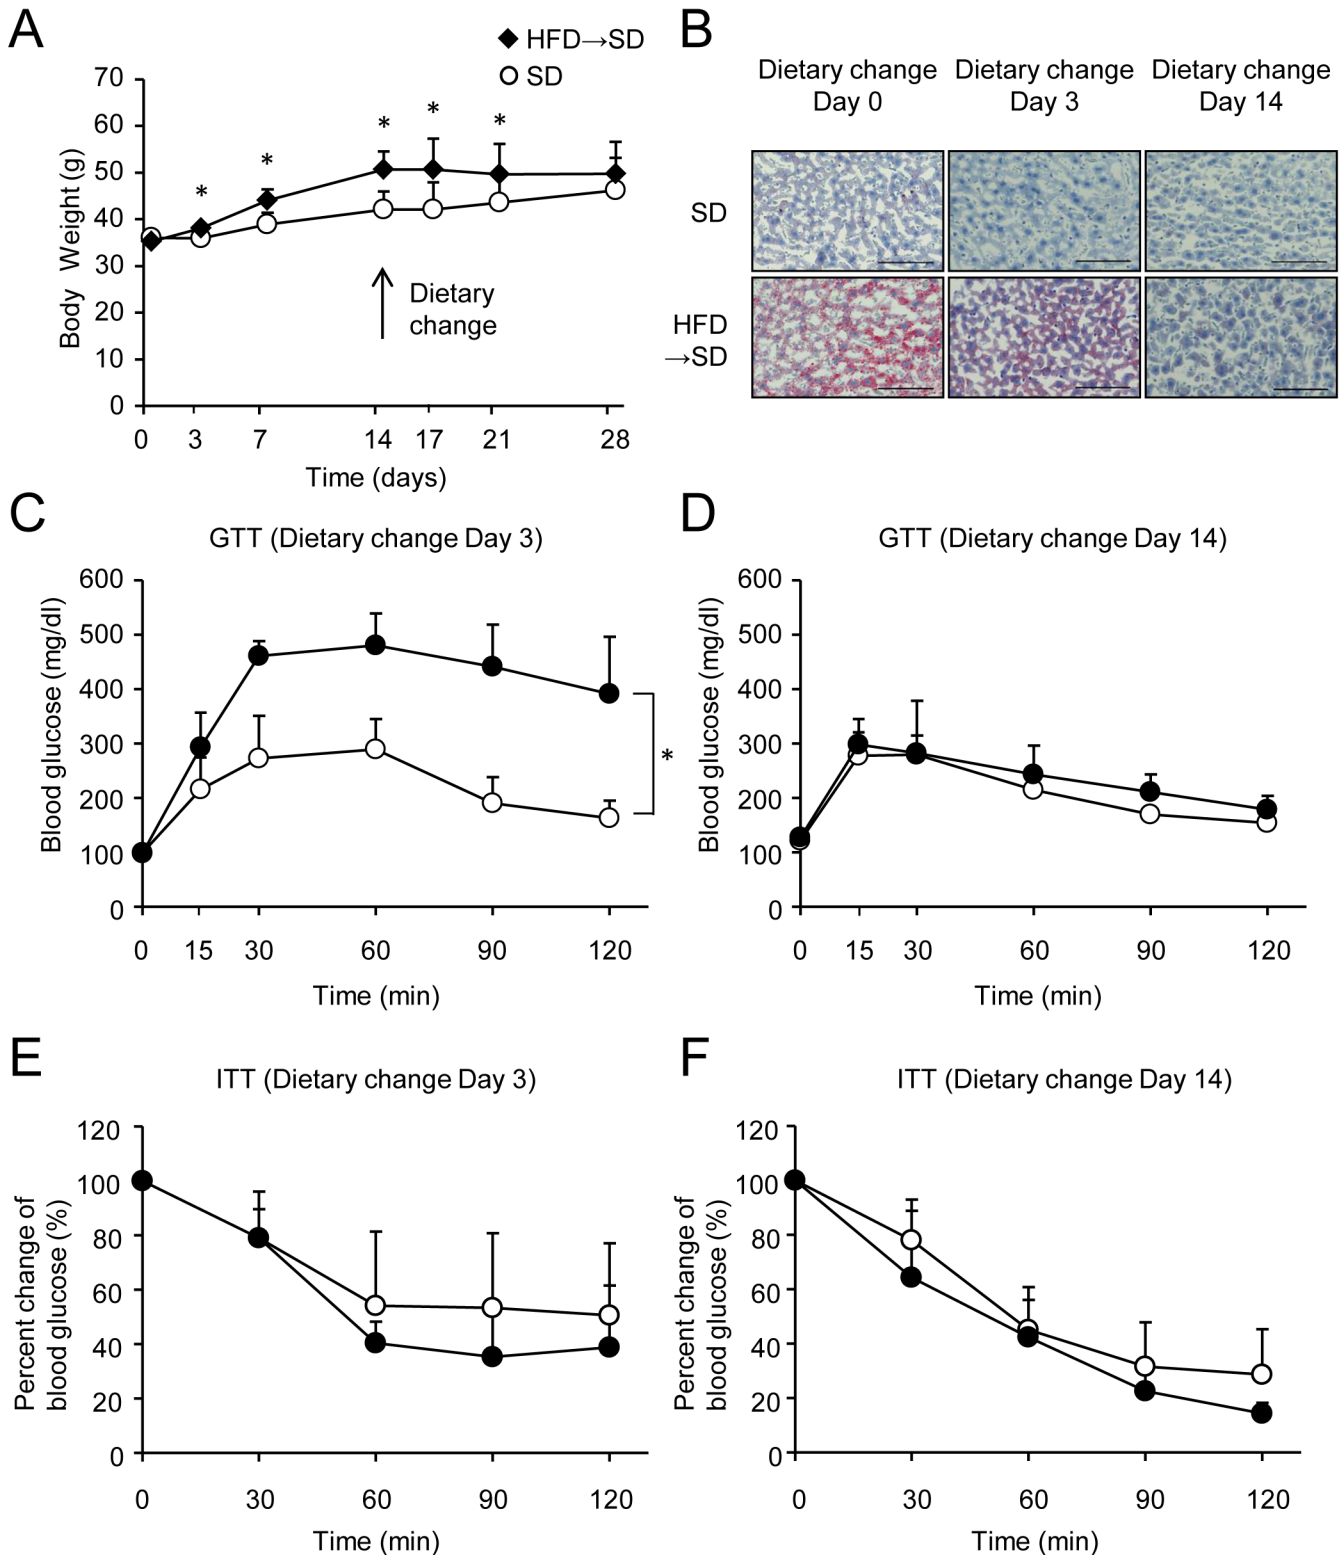 A
◆ HFD→SD
○ SD
70
60
50
40
30
20
10
0
Body Weight (g)
* * * * *
Dietary
change
0 3 7 14 17 21 28
Time (days)
B
Dietary change Dietary change Dietary change
Day 0 Day 3 Day 14
SD
HFD
→SD
C
GTT (Dietary change Day 3)
600
500
400
300
200
100
0
Blood glucose (mg/dl)
*
0 15 30 60 90 120
Time (min)
D
GTT (Dietary change Day 14)
600
500
400
300
200
100
0
Blood glucose (mg/dl)
0 15 30 60 90 120
Time (min)
E
ITT (Dietary change Day 3)
120
100
80
60
40
20
0
Percent change of
blood glucose (%)
0 30 60 90 120
Time (min)
F
ITT (Dietary change Day 14)
120
100
80
60
40
20
0
Percent change of
blood glucose (%)
0 30 60 90 120
Time (min)